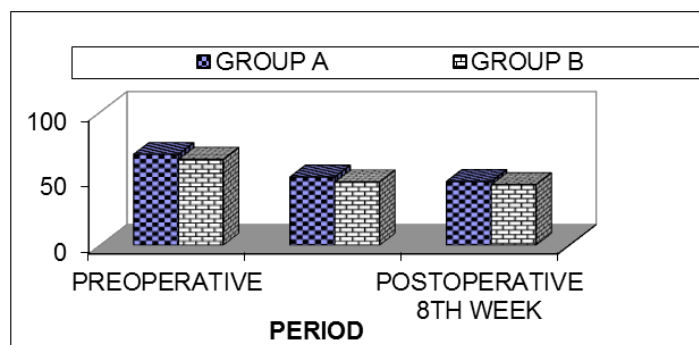 GROUP A GROUP B
100
50
0
PREOPERATIVE POSTOPERATIVE
8TH WEEK
PERIOD